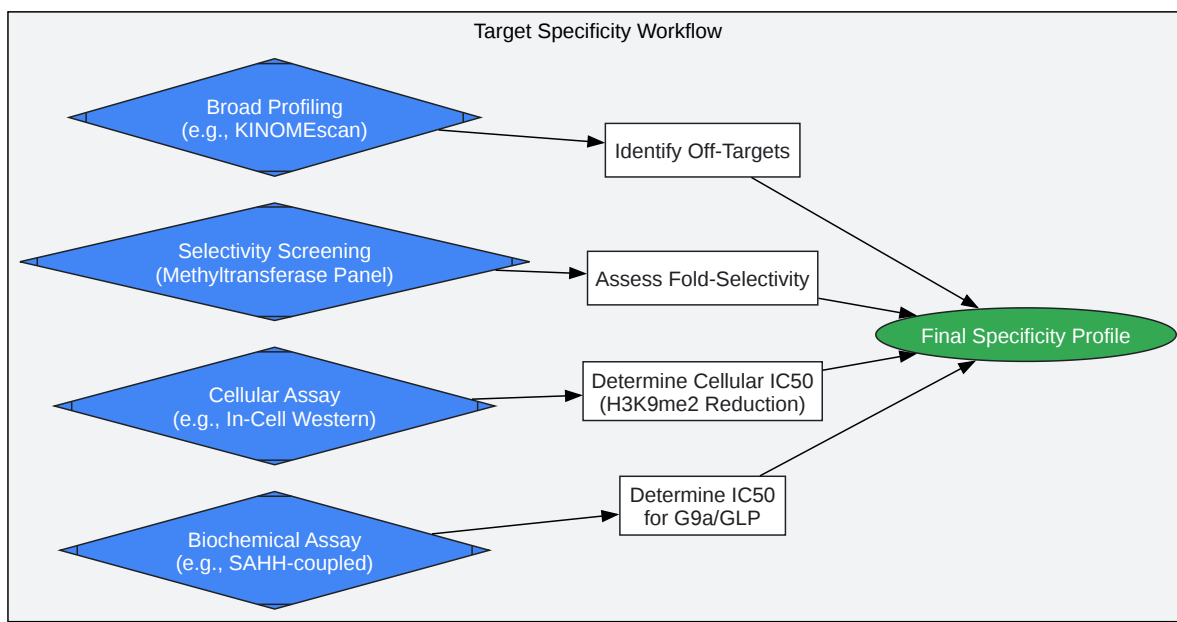 Target Specificity Workflow
Broad Profiling
(e.g., KINOMEscan)
Identify Off-Targets
Selectivity Screening
(Methyltransferase Panel)
Assess Fold-Selectivity
Final Specificity Profile
Cellular Assay
(e.g., In-Cell Western)
Determine Cellular IC50
(H3K9me2 Reduction)
Biochemical Assay
(e.g., SAHH-coupled)
Determine IC50
for G9a/GLP